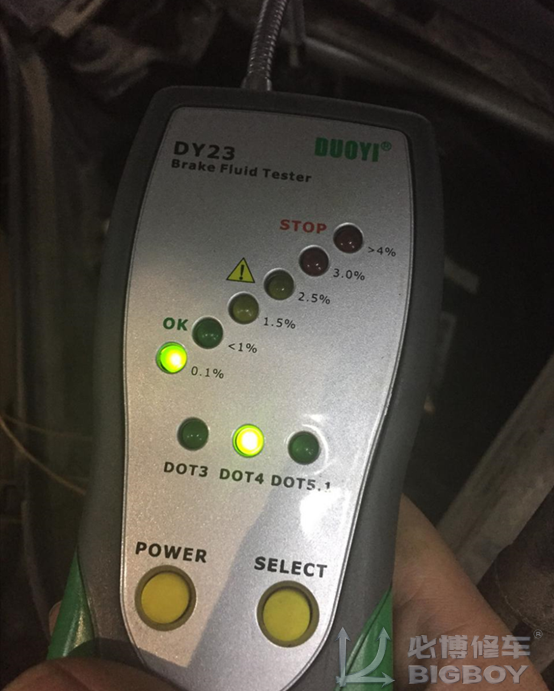 DY23 DUOYI®
Brake Fluid Tester
STOP
>4%
3.0%
2.5%
1.5%
OK
<1%
0.1%
DOT3 DOT4 DOT5.1
POWER SELECT
必博修车®
BIGBOY